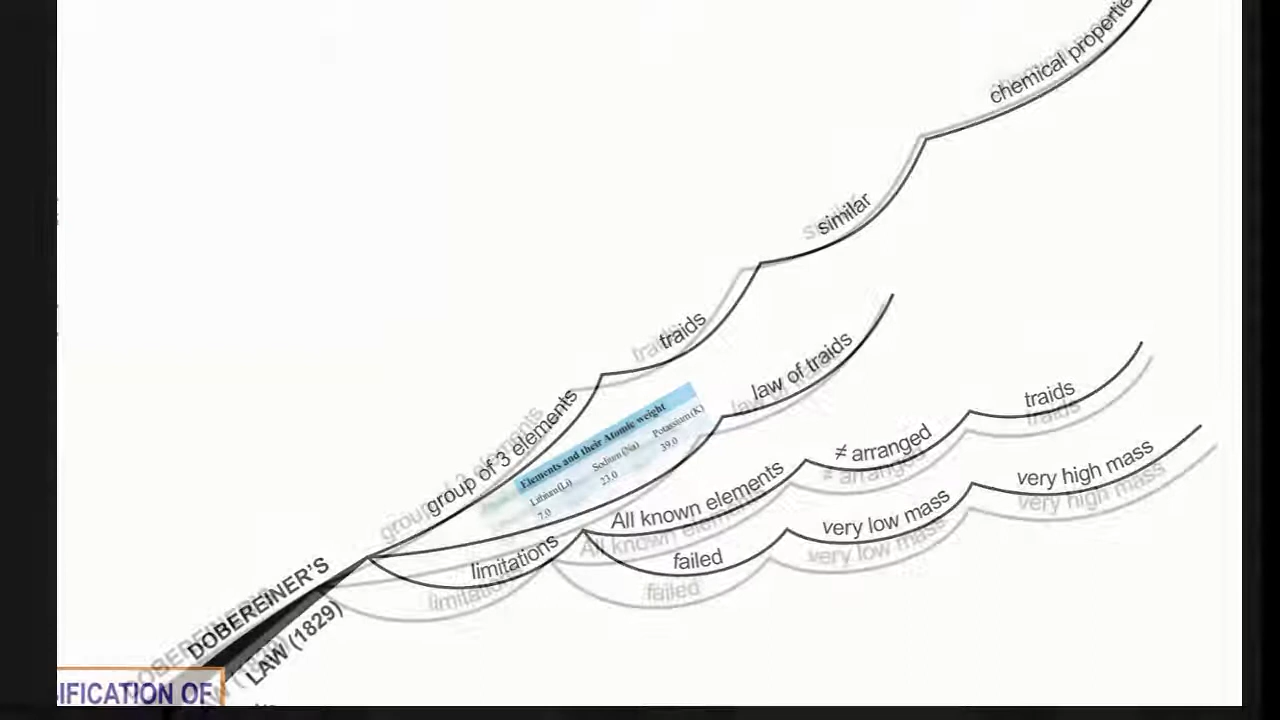 chemical propertie
similar
traids
group of 3 elements
Elements and their Atomic weight
Lithium(Li) Sodium(Na) Potassium(K)
7.0 23.0 39.0
law of traids
All known elements
≠ arranged
traids
limitations
failed
very low mass
very high mass
DOBEREINER'S
LAW (1829)
IFICATION OF